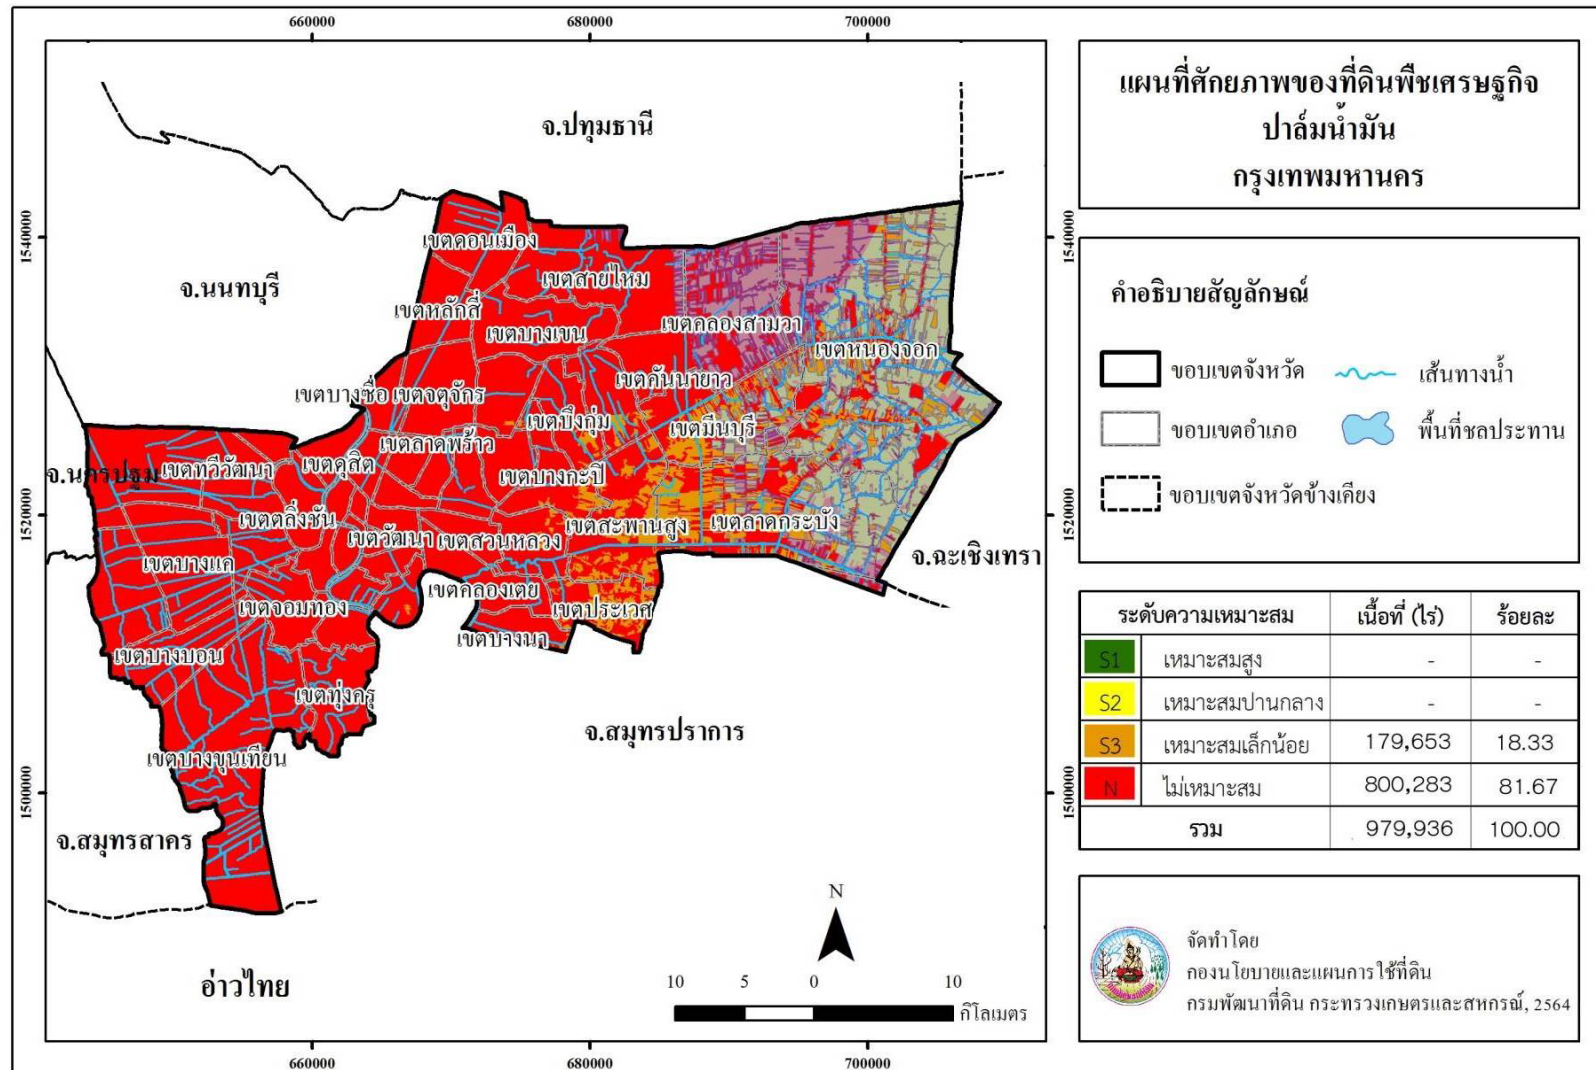 660000
680000
700000
แผนที่ศักยภาพของที่ดินพืชเศรษฐกิจ
ปาล์มน้ำมัน
กรุงเทพมหานคร
จ.ปทุมธานี
1540000
1540000
เขตดอนเมือง
เขตสายไหม
จ.นนทบุรี
เขตหลักสี่
เขตบางเขน
เขตคลองสามวา
เขตหนองจอก
เขตคันนายาว
เขตบางซื่อ
เขตจตุจักร
เขตบึงกุ่ม
เขตมีนบุรี
เขตลาดพร้าว
จ.นครปฐม
เขตทวีวัฒนา
เขตดุสิต
เขตบางกะปิ
1520000
1520000
เขตตลิ่งชัน
เขตวัฒนา
เขตสวนหลวง
เขตสะพานสูง
เขตลาดกระบัง
จ.ฉะเชิงเทรา
เขตบางแค
เขตคลองเตย
เขตจอมทอง
เขตประเวศ
เขตบางนา
เขตบางบอน
เขตทุ่งครุ
จ.สมุทรปราการ
เขตบางขุนเทียน
1500000
1500000
จ.สมุทรสาคร
อ่าวไทย
N
10 5 0 10
กิโลเมตร
660000
680000
700000
คำอธิบายสัญลักษณ์
ขอบเขตจังหวัด
เส้นทางน้ำ
ขอบเขตอำเภอ
พื้นที่ชลประทาน
ขอบเขตจังหวัดข้างเคียง
ระดับความเหมาะสม เนื้อที่ (ไร่) ร้อยละ
S1 เหมาะสมสูง - -
S2 เหมาะสมปานกลาง - -
S3 เหมาะสมเล็กน้อย 179,653 18.33
N ไม่เหมาะสม 800,283 81.67
รวม 979,936 100.00
จัดทำโดย
กองนโยบายและแผนการใช้ที่ดิน
กรมพัฒนาที่ดิน กระทรวงเกษตรและสหกรณ์, 2564